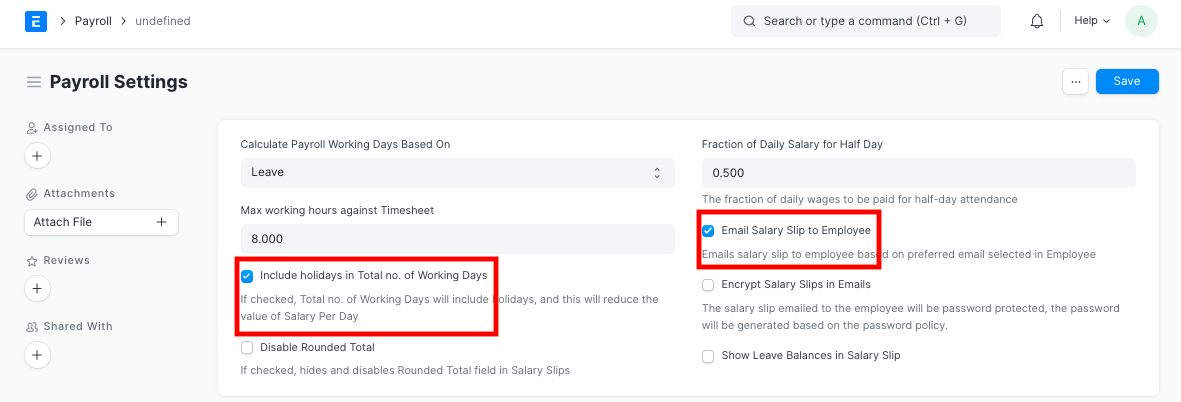 E
Payroll
undefined
Search or type a command (Ctrl + G)
Help
A
Payroll Settings
...
Save
Assigned To
+
Attachments
Attach File +
Reviews
+
Shared With
+
Calculate Payroll Working Days Based On
Leave
Max working hours against Timesheet
8.000
Include holidays in Total no. of Working Days
If checked, Total no. of Working Days will include holidays, and this will reduce the
value of Salary Per Day
Disable Rounded Total
If checked, hides and disables Rounded Total field in Salary Slips
Fraction of Daily Salary for Half Day
0.500
The fraction of daily wages to be paid for half-day attendance
Email Salary Slip to Employee
Emails salary slip to employee based on preferred email selected in Employee
Encrypt Salary Slips in Emails
The salary slip emailed to the employee will be password protected, the password
will be generated based on the password policy.
Show Leave Balances in Salary Slip